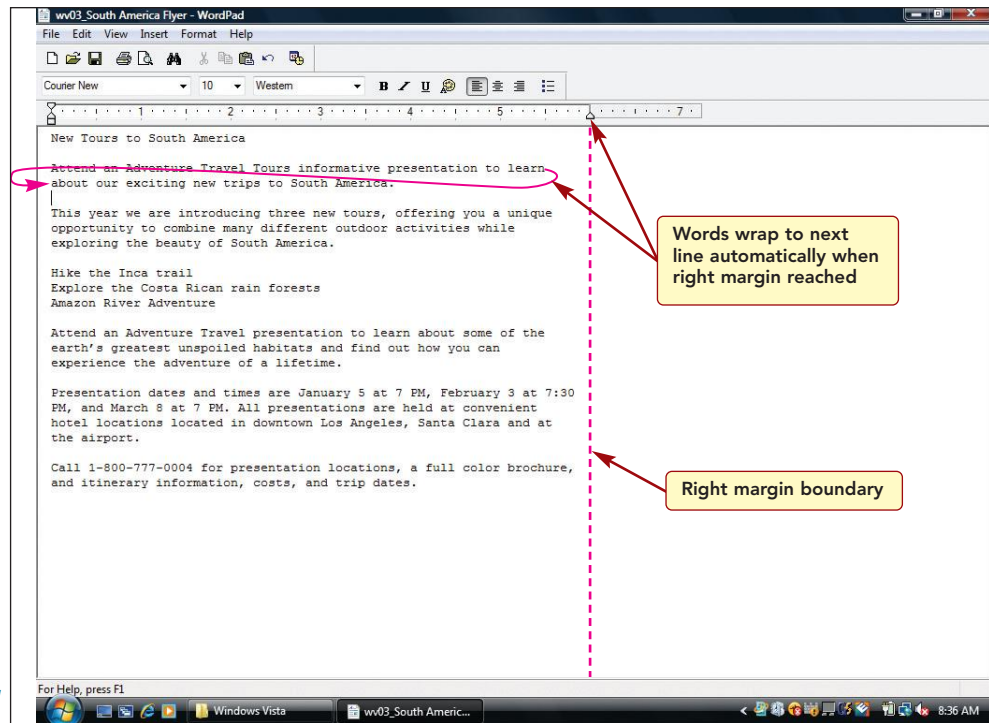 wv03_South America Flyer - WordPad
File Edit View Insert Format Help
Courier New 10 Western B / U
1 2 3 4 5 7
New Tours to South America
Attend an Adventure Travel Tours informative presentation to learn
about our exciting new trips to South America.
This year we are introducing three new tours, offering you a unique
opportunity to combine many different outdoor activities while
exploring the beauty of South America.
Hike the Inca trail
Explore the Costa Rican rain forests
Amazon River Adventure
Attend an Adventure Travel presentation to learn about some of the
earth's greatest unspoiled habitats and find out how you can
experience the adventure of a lifetime.
Presentation dates and times are January 5 at 7 PM, February 3 at 7:30
PM, and March 8 at 7 PM. All presentations are held at convenient
hotel locations located in downtown Los Angeles, Santa Clara and at
the airport.
Call 1-800-777-0004 for presentation locations, a full color brochure,
and itinerary information, costs, and trip dates.
Words wrap to next
line automatically when
right margin reached
Right margin boundary
For Help, press F1
Windows Vista wv03_South Americ... 8:36 AM